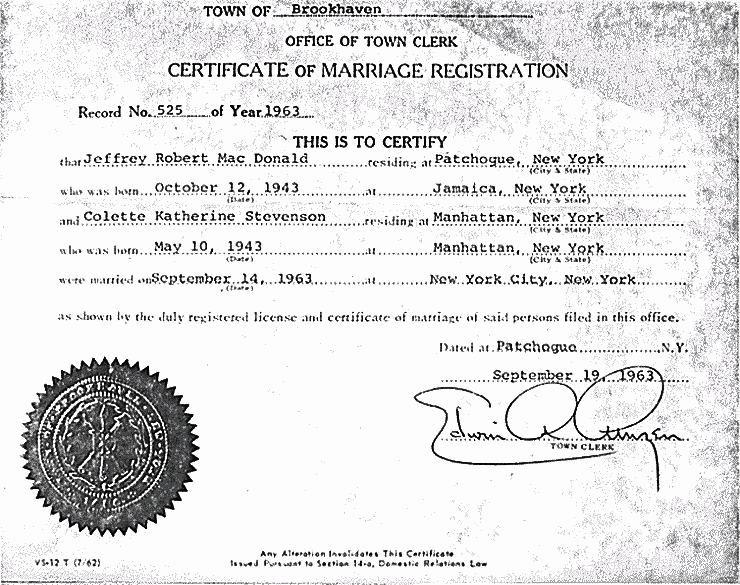 TOWN OF Brookhaven
OFFICE OF TOWN CLERK
CERTIFICATE OF MARRIAGE REGISTRATION
Record No. 525 of Year 1963
THIS IS TO CERTIFY
that Jeffrey Robert Mac Donald residing at Patchogue, New York
(City & State)
who was born October 12, 1943 at Jamaica, New York
(Date) (City & State)
and Colette Katherine Stevenson residing at Manhattan, New York
(City & State)
who was born May 10, 1943 at Manhattan, New York
(Date) (City & State)
were married on September 14, 1963 at New York City, New York
(Date)
as shown by the duly registered license and certificate of marriage of said persons filed in this office.
Dated at Patchogue N.Y.
September 19, 1963
Edwin
TOWN CLERK
VS-12 T (7/62)
Any Alteration Invalidates This Certificate
Issued Pursuant to Section 14-a, Domestic Relations Law